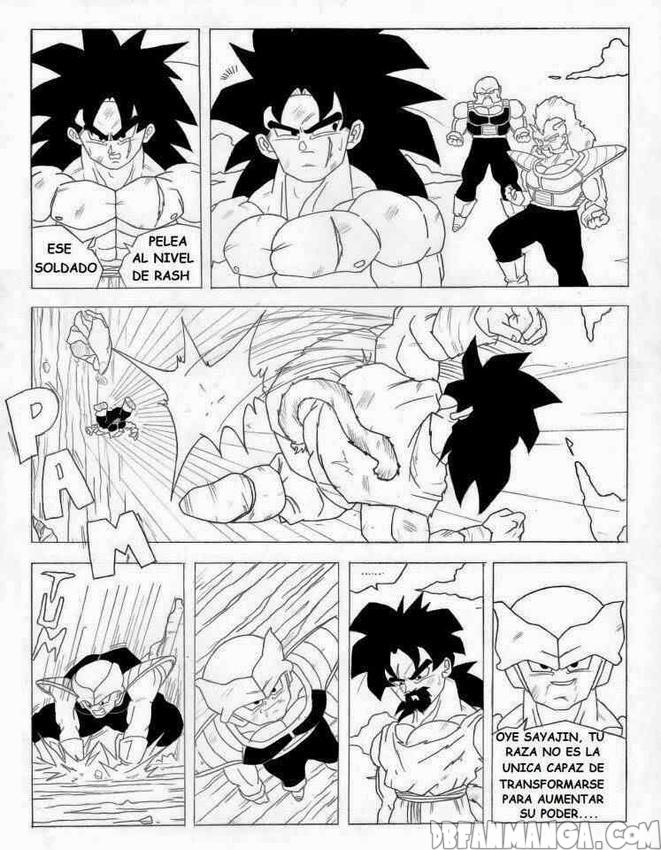 ESE
SOLDADO
PELEA
AL NIVEL
DE RASH
PAM
TUM
OYE SAYAJIN, TU
RAZA NO ES LA
UNICA CAPAZ DE
TRANSFORMARSE
PARA AUMENTAR
SU PODER....
DBFANMANGA.COM